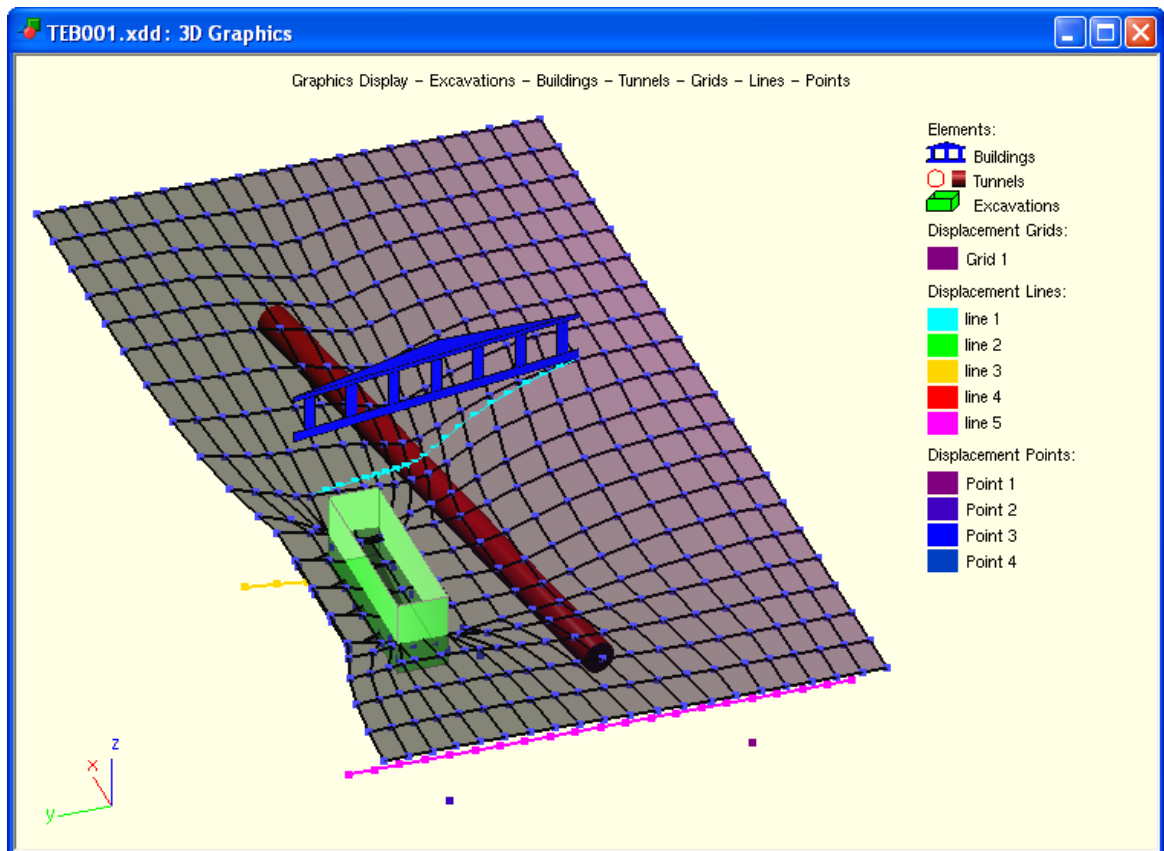 TEB001.xdd : 3D Graphics
Graphics Display – Excavations – Buildings – Tunnels – Grids – Lines – Points
Elements:
Buildings
Tunnels
Excavations
Displacement Grids:
Grid 1
Displacement Lines:
line 1
line 2
line 3
line 4
line 5
Displacement Points:
Point 1
Point 2
Point 3
Point 4
z
x
y